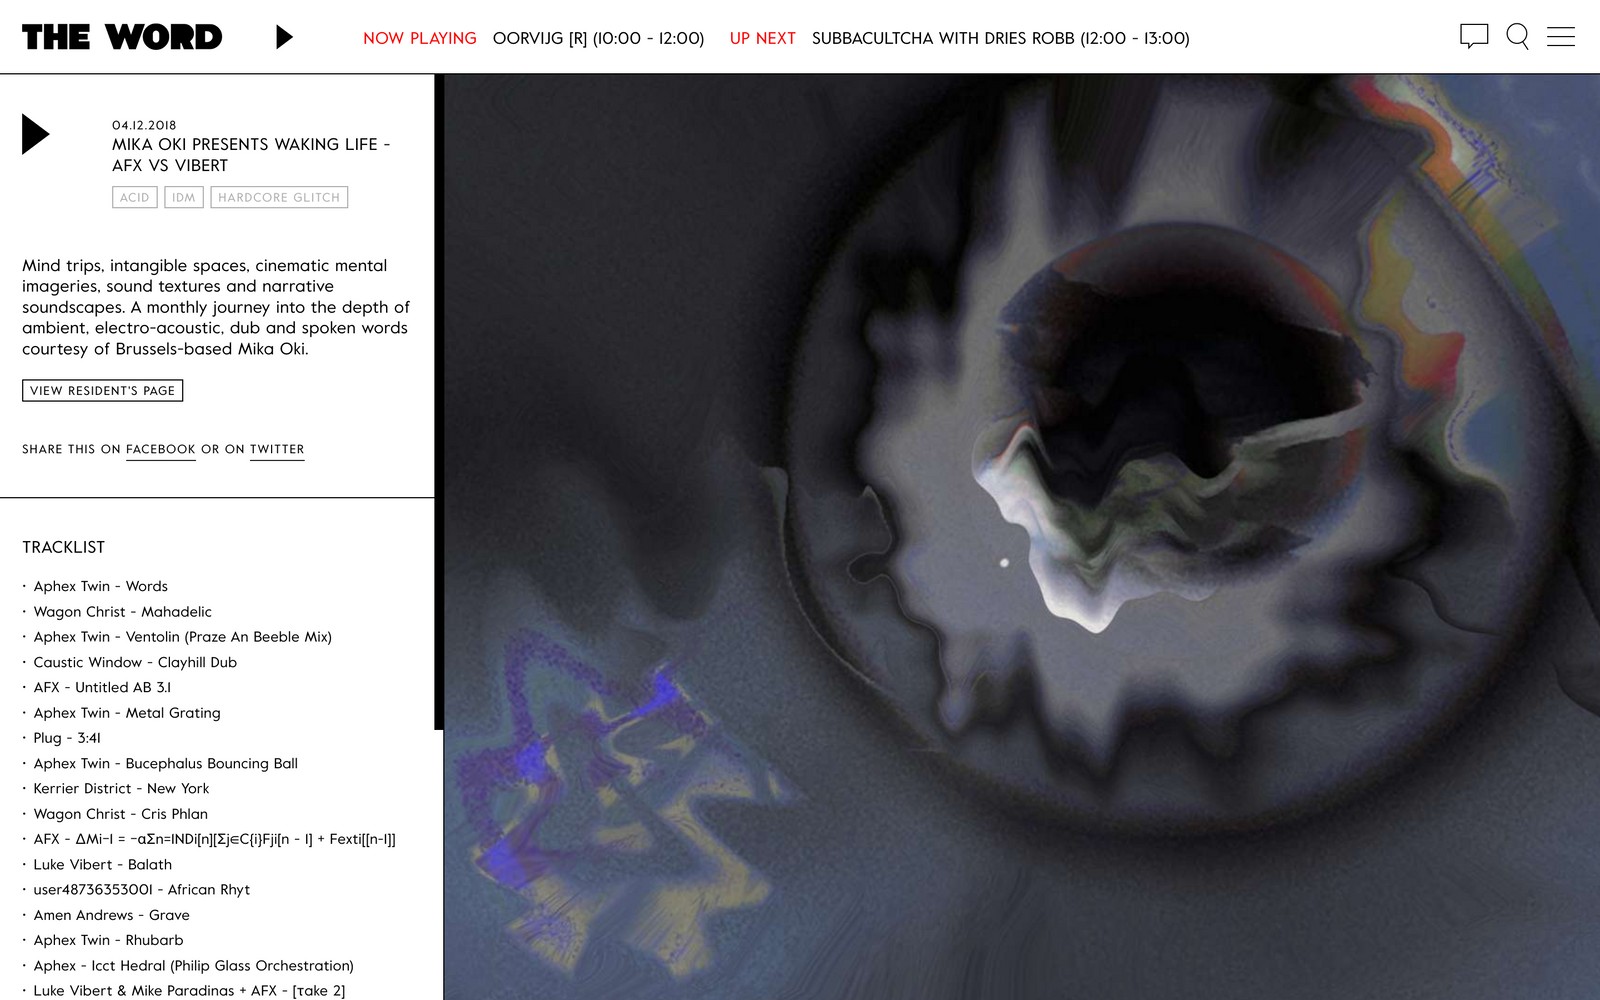 THE WORD
NOW PLAYING OORVIJG [R] (10:00 - 12:00) UP NEXT SUBBACULTCHA WITH DRIES ROBB (12:00 - 13:00)
04.12.2018
MIKA OKI PRESENTS WAKING LIFE -
AFX VS VIBERT
ACID IDM HARDCORE GLITCH
Mind trips, intangible spaces, cinematic mental
imageries, sound textures and narrative
soundscapes. A monthly journey into the depth of
ambient, electro-acoustic, dub and spoken words
courtesy of Brussels-based Mika Oki.
VIEW RESIDENT'S PAGE
SHARE THIS ON FACEBOOK OR ON TWITTER
TRACKLIST
· Aphex Twin - Words
· Wagon Christ - Mahadelic
· Aphex Twin - Ventolin (Praze An Beeble Mix)
· Caustic Window - Clayhill Dub
· AFX - Untitled AB 3.1
· Aphex Twin - Metal Grating
· Plug - 3:41
· Aphex Twin - Bucephalus Bouncing Ball
· Kerrier District - New York
· Wagon Christ - Cris Phlan
· AFX - ΔMi−1 = −αΣn=1NDi[n][Σj∈C{i}Fji[n - 1] + Fexti[[n-1]]
· Luke Vibert - Balath
· user48736353001 - African Rhyt
· Amen Andrews - Grave
· Aphex Twin - Rhubarb
· Aphex - Icct Hedral (Philip Glass Orchestration)
· Luke Vibert & Mike Paradinas + AFX - [τake 2]